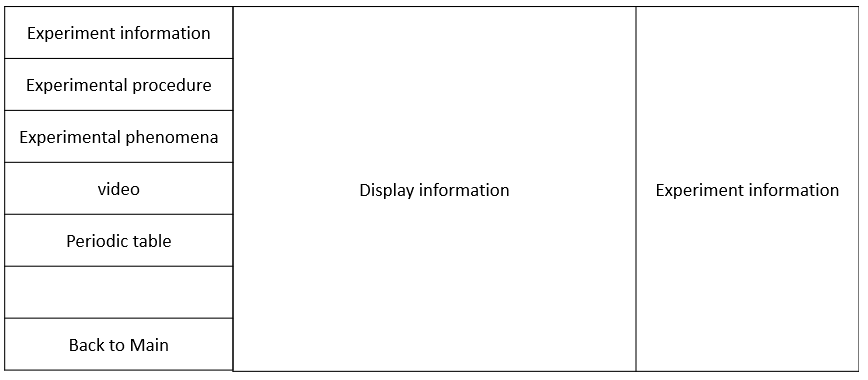 Experiment information
Experimental procedure
Experimental phenomena
video
Periodic table
Back to Main
Display information
Experiment information